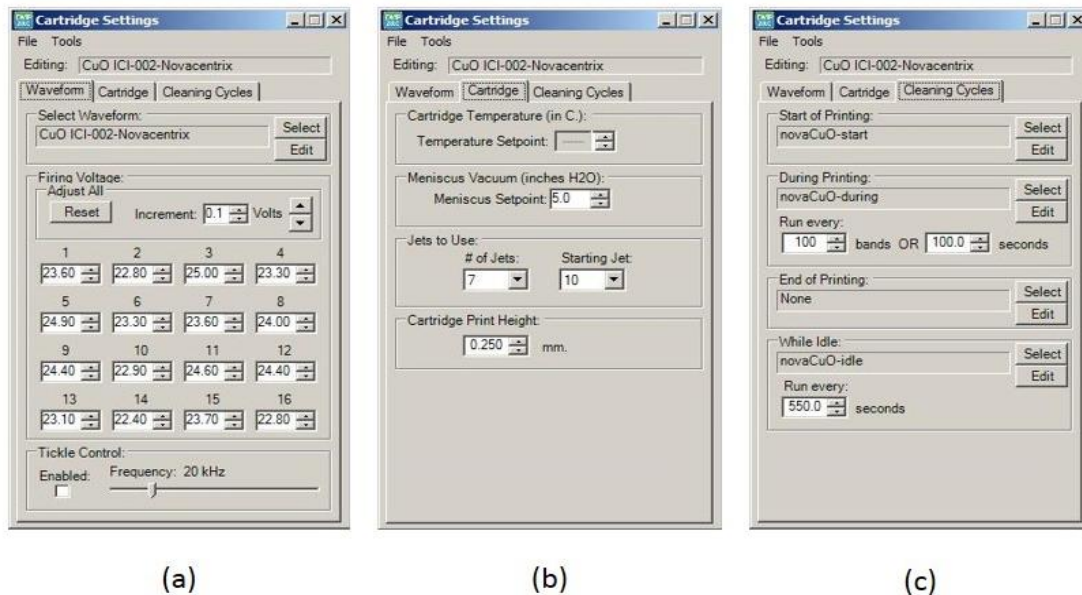 Cartridge Settings
File Tools
Editing: CuO ICI-002-Novacentrix
Waveform Cartridge Cleaning Cycles
Select Waveform:
CuO ICI-002-Novacentrix
Select
Edit
Firing Voltage:
Adjust All
Reset Increment: 0.1 Volts
1 2 3 4
23.60 22.80 25.00 23.30
5 6 7 8
24.90 23.30 23.60 24.00
9 10 11 12
24.40 22.90 24.60 24.40
13 14 15 16
23.10 22.40 23.70 22.80
Tickle Control:
Enabled: Frequency: 20 kHz
(a)
Cartridge Settings
File Tools
Editing: CuO ICI-002-Novacentrix
Waveform Cartridge Cleaning Cycles
Cartridge Temperature (in C.):
Temperature Setpoint: -----
Meniscus Vacuum (inches H2O):
Meniscus Setpoint: 5.0
Jets to Use:
# of Jets: Starting Jet:
7 10
Cartridge Print Height:
0.250 mm.
(b)
Cartridge Settings
File Tools
Editing: CuO ICI-002-Novacentrix
Waveform Cartridge Cleaning Cycles
Start of Printing:
novaCuO-start
Select
Edit
During Printing:
novaCuO-during
Select
Edit
Run every:
100 bands OR 100.0 seconds
End of Printing:
None
Select
Edit
While Idle:
novaCuO-idle
Select
Edit
Run every:
550.0 seconds
(c)